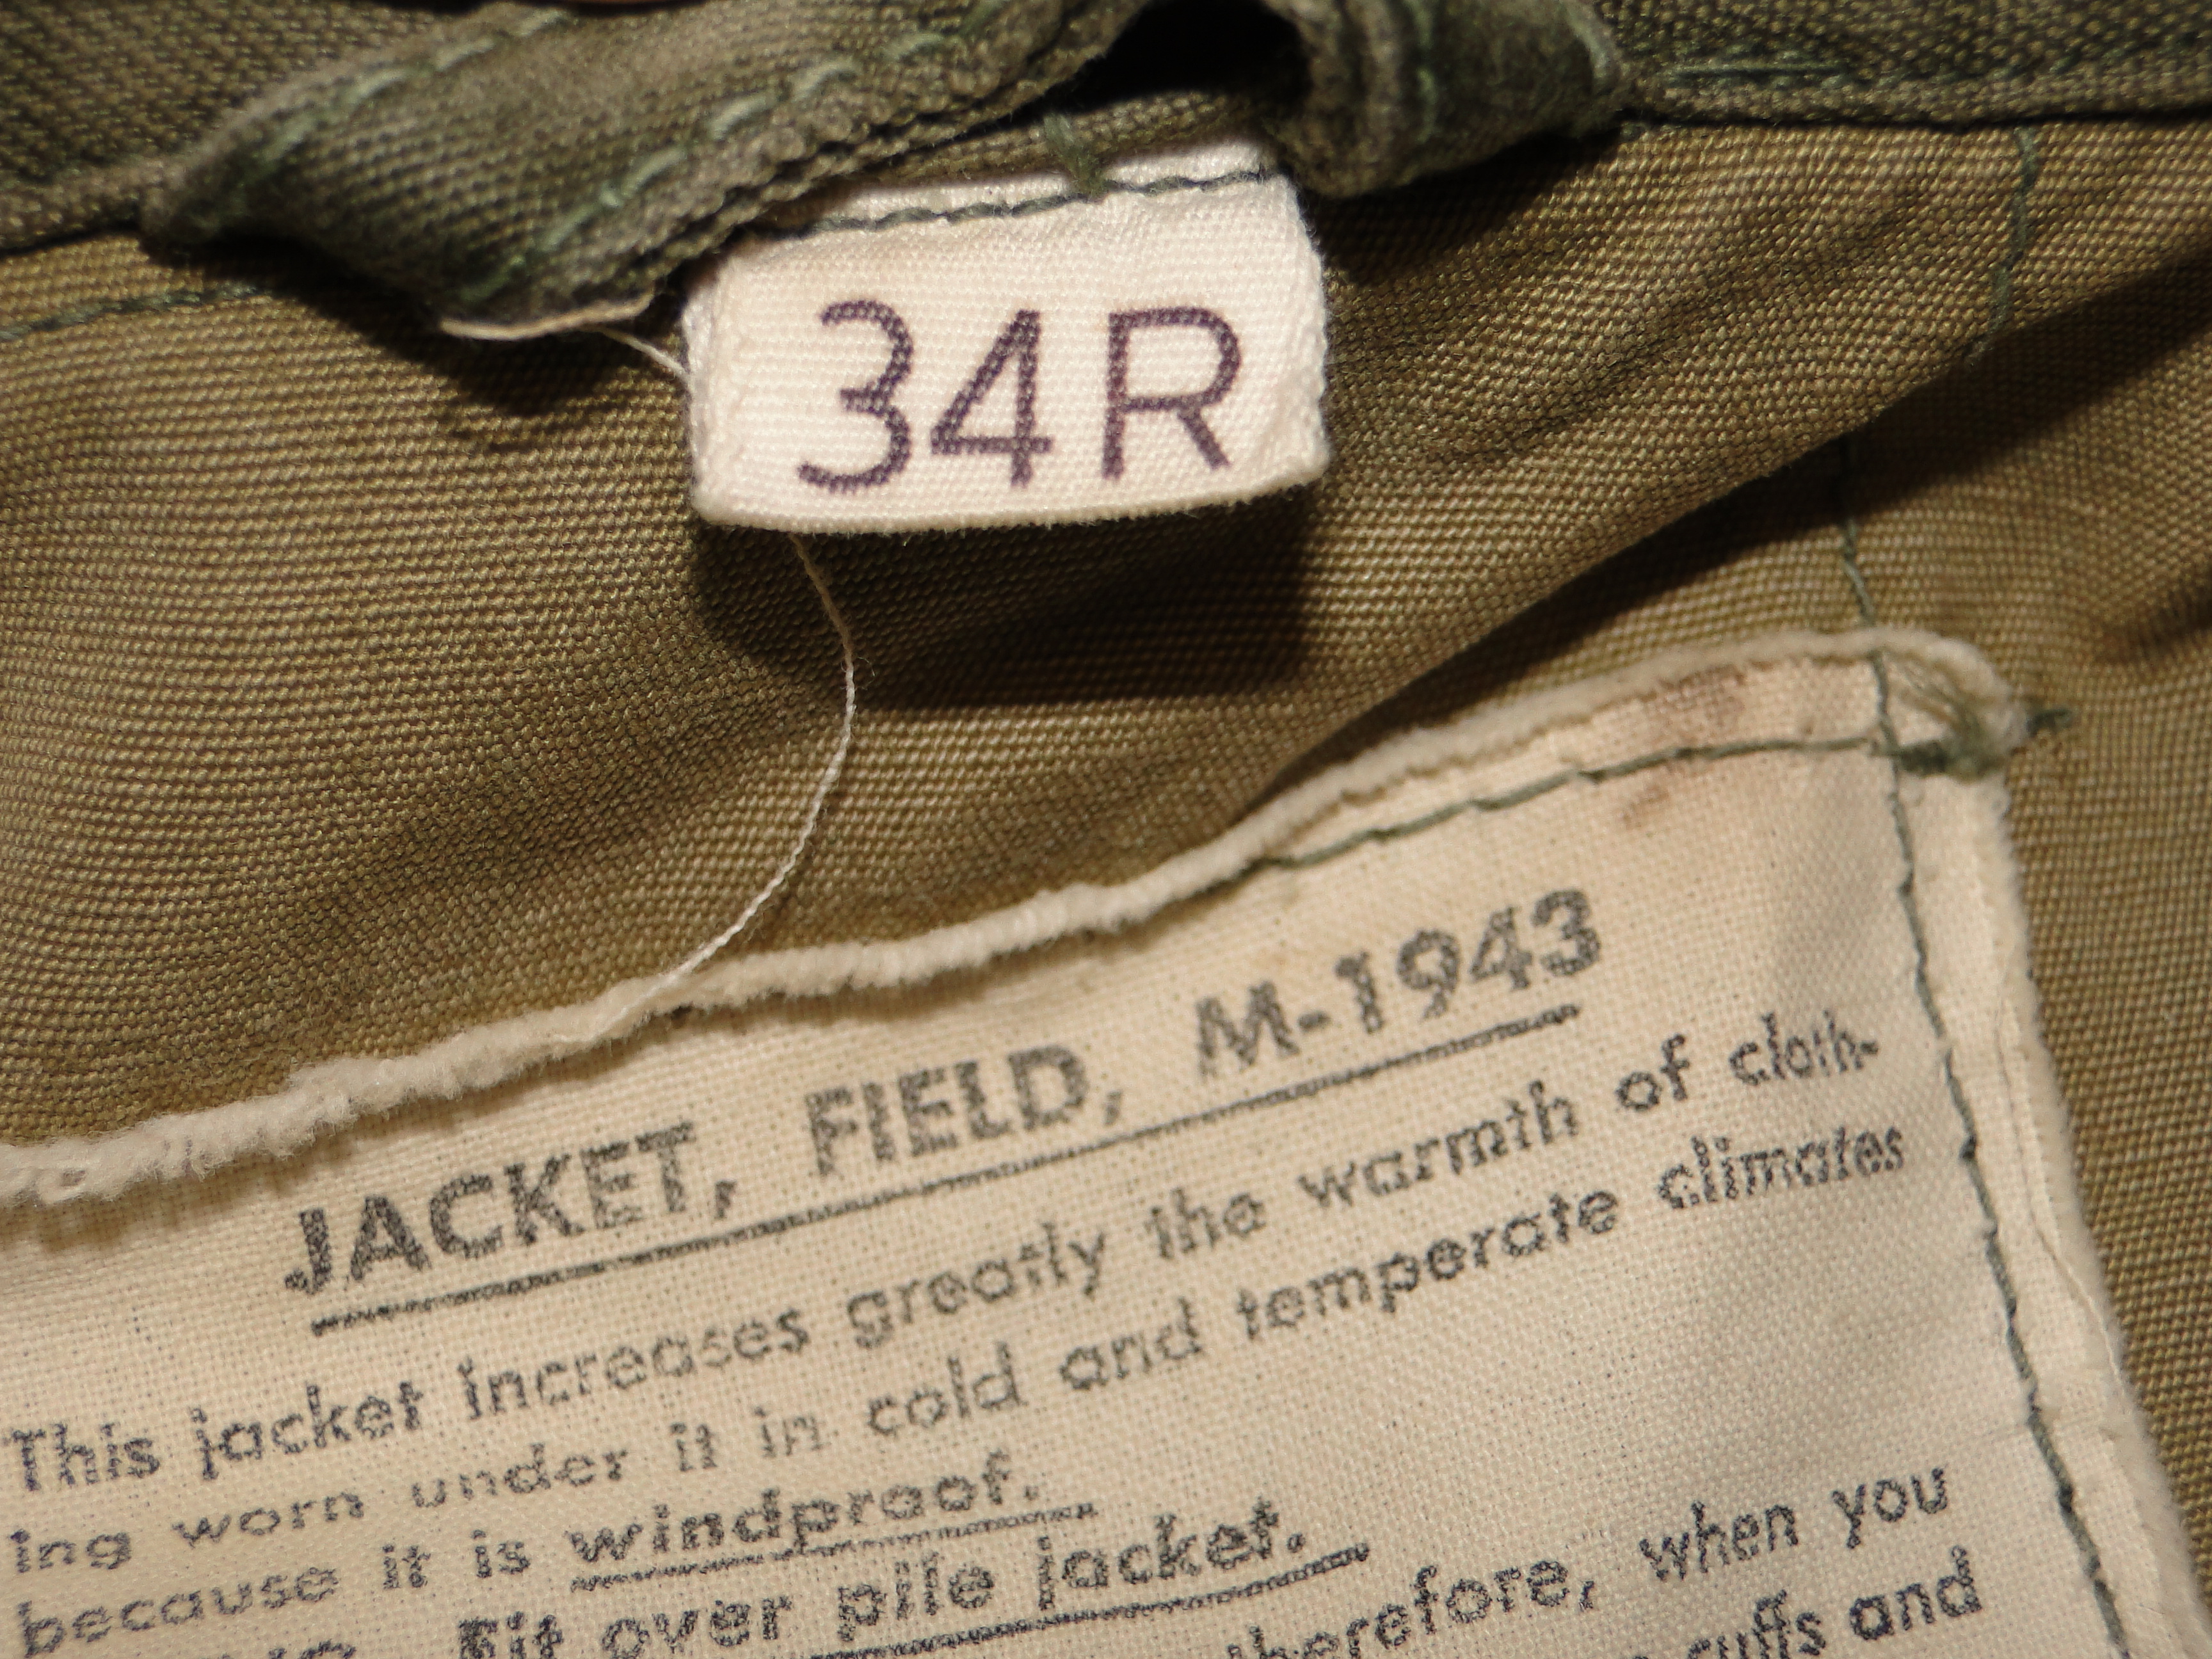 34R
JACKET, FIELD, M-1943
This jacket increases greatly the warmth of cloth-
ing worn under it in cold and temperate climates
because it is windproof.
Fit over pile jacket.
therefore, when you
cuffs and